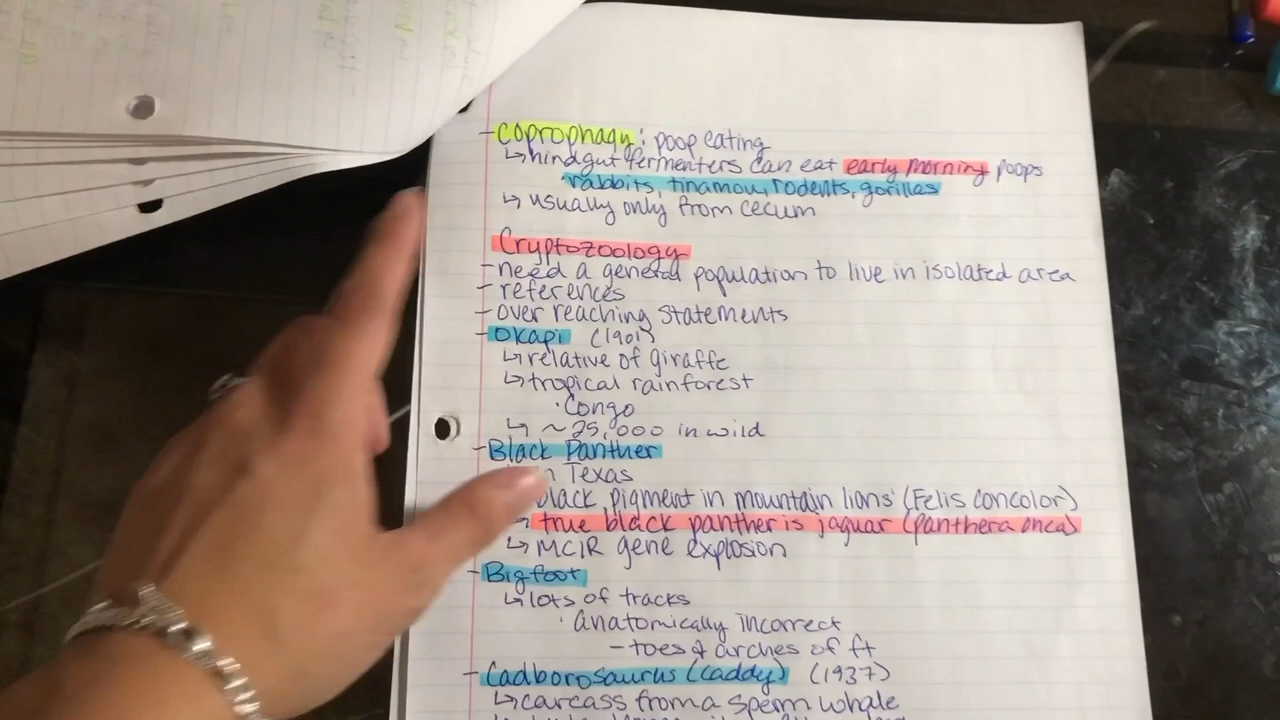 - coprophagy: poop eating
↳ hindgut fermenters can eat early morning poops
rabbits, tinamou, rodents, gorillas
↳ usually only from cecum
Cryptozoology
- need a general population to live in isolated area
- references
- over reaching statements
- Okapi (1901)
↳ relative of giraffe
↳ tropical rainforest
· Congo
↳ ~25,000 in wild
- Black Panther
Texas
black pigment in mountain lions (Felis concolor)
↳ true black panther is jaguar (panthera onca)
↳ MC1R gene explosion
- Bigfoot
↳ lots of tracks
· anatomically incorrect
- toes & arches of ft
- Cadborosaurus (Caddy) (1937)
↳ carcass from a sperm whale